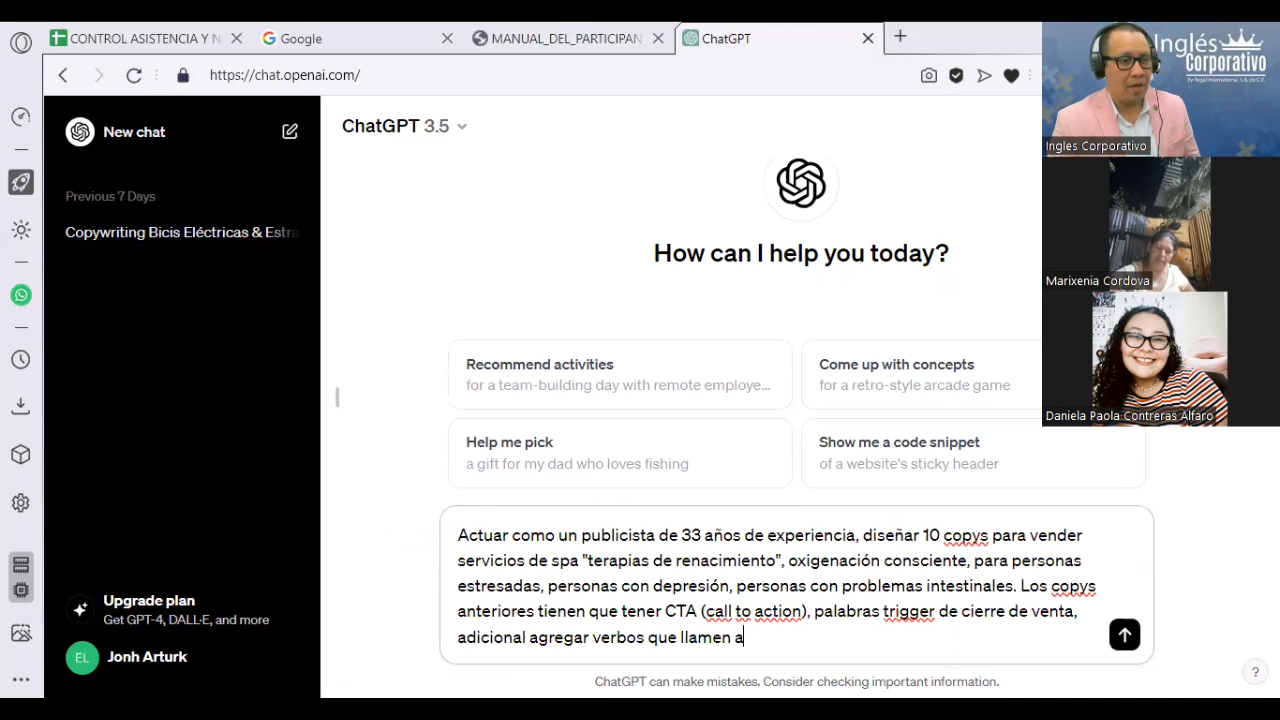 CONTROL ASISTENCIA Y N
Google
MANUAL_DEL_PARTICIPAN
ChatGPT
https://chat.openai.com/
New chat
ChatGPT 3.5
Previous 7 Days
Copywriting Bicis Eléctricas & Estra
How can I help you today?
Recommend activities
for a team-building day with remote employe...
Come up with concepts
for a retro-style arcade game
Help me pick
a gift for my dad who loves fishing
Show me a code snippet
of a website's sticky header
Actuar como un publicista de 33 años de experiencia, diseñar 10 copys para vender
servicios de spa "terapias de renacimiento", oxigenación consciente, para personas
estresadas, personas con depresión, personas con problemas intestinales. Los copys
anteriores tienen que tener CTA (call to action), palabras trigger de cierre de venta,
adicional agregar verbos que llamen a
ChatGPT can make mistakes. Consider checking important information.
?
Upgrade plan
Get GPT-4, DALL·E, and more
EL
Jonh Arturk
Inglés
Corporativo
By Regal International, S.A. de C.V.
Ingles Corporativo
Marixenia Cordova
Daniela Paola Contreras Alfaro